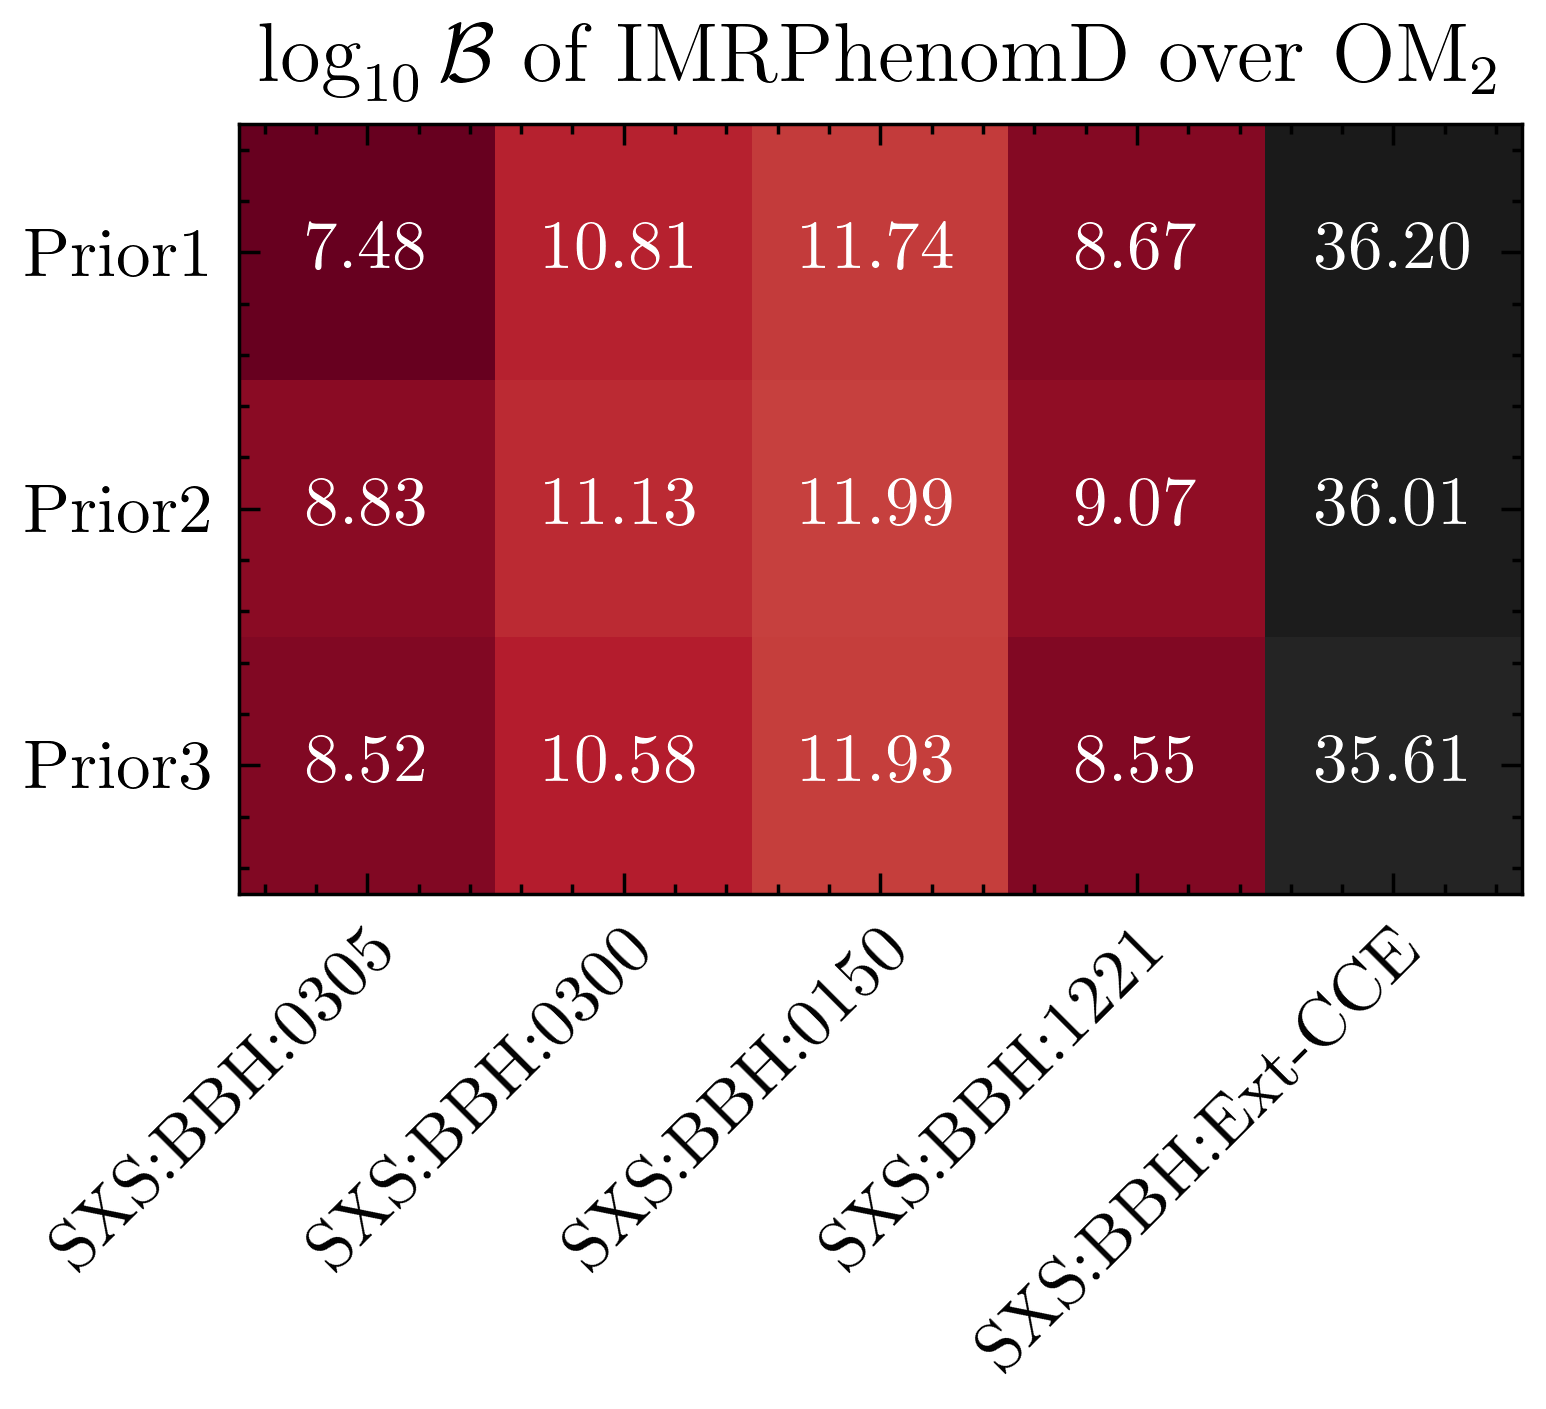 log₁₀ ℬ of IMRPhenomD over OM₂
Prior1 7.48 10.81 11.74 8.67 36.20
Prior2 8.83 11.13 11.99 9.07 36.01
Prior3 8.52 10.58 11.93 8.55 35.61
SXS:BBH:0305
SXS:BBH:0300
SXS:BBH:0150
SXS:BBH:1221
SXS:BBH:Ext-CCE